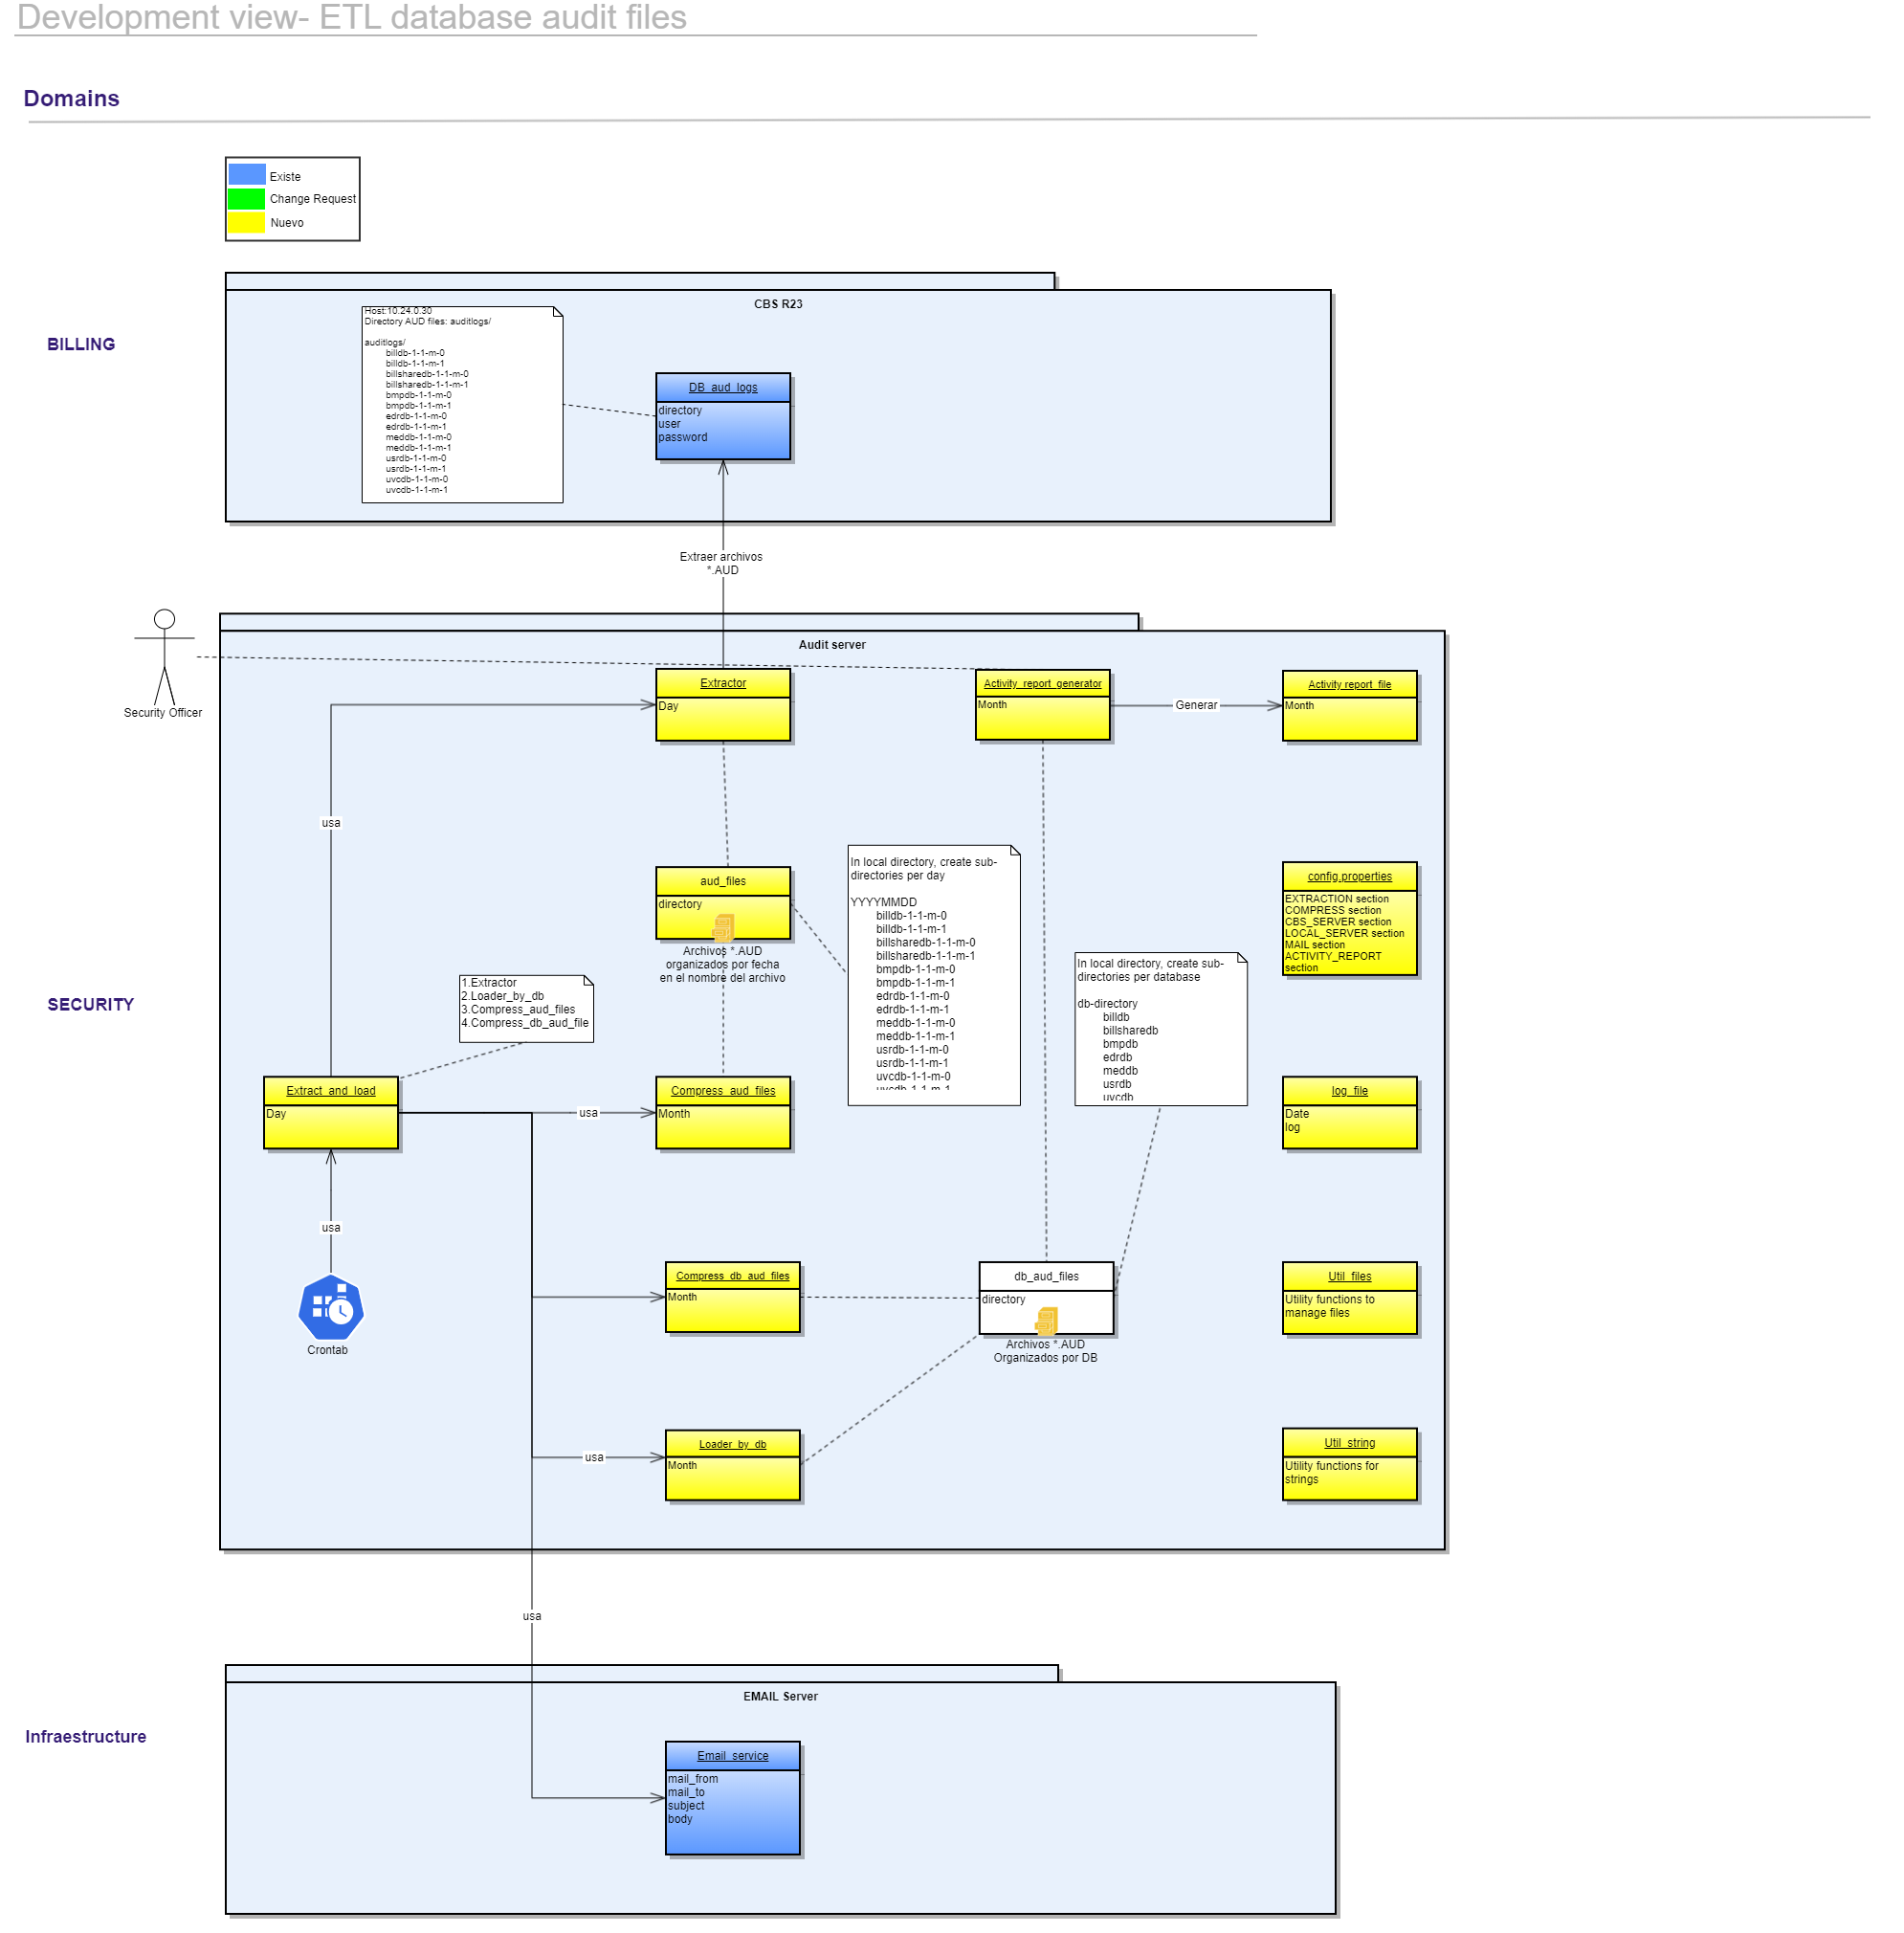 Development view- ETL database audit files
Domains
Existe
Change Request
Nuevo
BILLING
CBS R23
Host:10.24.0.30
Directory AUD files: auditlogs/
auditlogs/
billdb-1-1-m-0
billdb-1-1-m-1
billsharedb-1-1-m-0
billsharedb-1-1-m-1
bmpdb-1-1-m-0
bmpdb-1-1-m-1
edrdb-1-1-m-0
edrdb-1-1-m-1
meddb-1-1-m-0
meddb-1-1-m-1
usrdb-1-1-m-0
usrdb-1-1-m-1
uvcdb-1-1-m-0
uvcdb-1-1-m-1
DB_aud_logs
directory
user
password
Extraer archivos
*.AUD
Security Officer
SECURITY
Audit server
Extractor
Day
Activity_report_generator
Month
Generar
Activity report_file
Month
usa
aud_files
directory
Archivos *.AUD
organizados por fecha
en el nombre del archivo
In local directory, create sub-
directories per day
YYYYMMDD
billdb-1-1-m-0
billdb-1-1-m-1
billsharedb-1-1-m-0
billsharedb-1-1-m-1
bmpdb-1-1-m-0
bmpdb-1-1-m-1
edrdb-1-1-m-0
edrdb-1-1-m-1
meddb-1-1-m-0
meddb-1-1-m-1
usrdb-1-1-m-0
usrdb-1-1-m-1
uvcdb-1-1-m-0
uvcdb-1-1-m-1
config.properties
EXTRACTION section
COMPRESS section
CBS_SERVER section
LOCAL_SERVER section
MAIL section
ACTIVITY_REPORT
section
In local directory, create sub-
directories per database
db-directory
billdb
billsharedb
bmpdb
edrdb
meddb
usrdb
uvcdb
1.Extractor
2.Loader_by_db
3.Compress_aud_files
4.Compress_db_aud_file
Extract_and_load
Day
usa
Compress_aud_files
Month
log_file
Date
log
usa
Crontab
Compress_db_aud_files
Month
db_aud_files
directory
Archivos *.AUD
Organizados por DB
Util_files
Utility functions to
manage files
usa
Loader_by_db
Month
Util_string
Utility functions for
strings
usa
Infraestructure
EMAIL Server
Email_service
mail_from
mail_to
subject
body